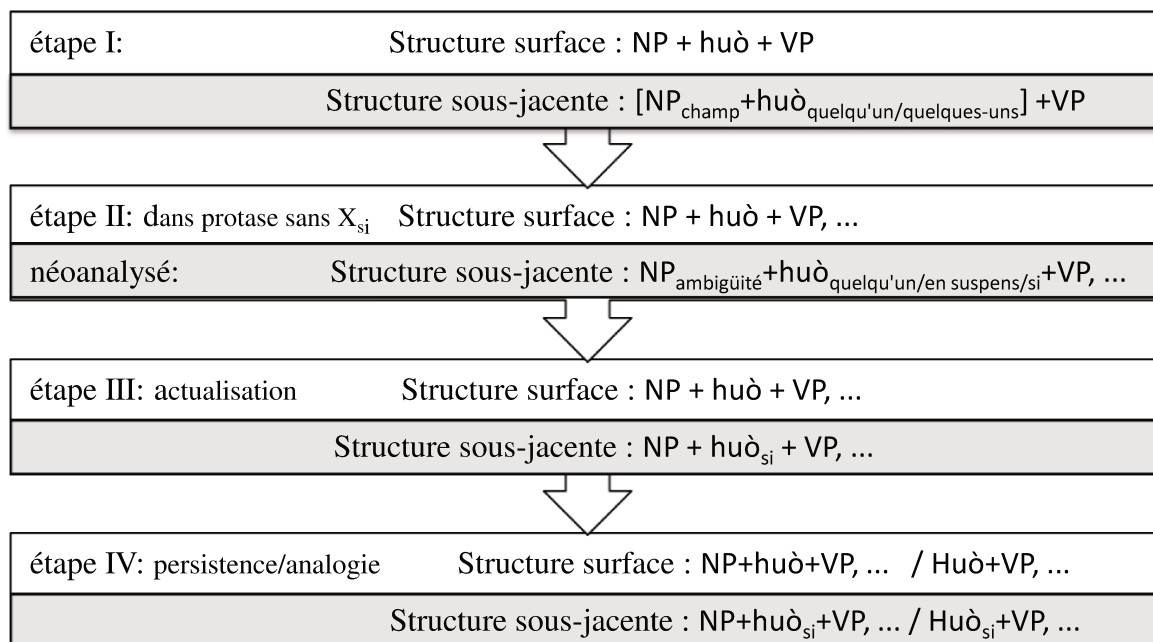 étape I: Structure surface : NP + huò + VP
Structure sous-jacente : [NPchamp+huòquelqu'un/quelques-uns] +VP
étape II: dans protase sans Xsi Structure surface : NP + huò + VP, ...
néoanalysé: Structure sous-jacente : NPambigüité+huòquelqu'un/en suspens/si+VP, ...
étape III: actualisation Structure surface : NP + huò + VP, ...
Structure sous-jacente : NP + huòsi + VP, ...
étape IV: persistence/analogie Structure surface : NP+huò+VP, ... / Huò+VP, ...
Structure sous-jacente : NP+huòsi+VP, ... / Huòsi+VP, ...